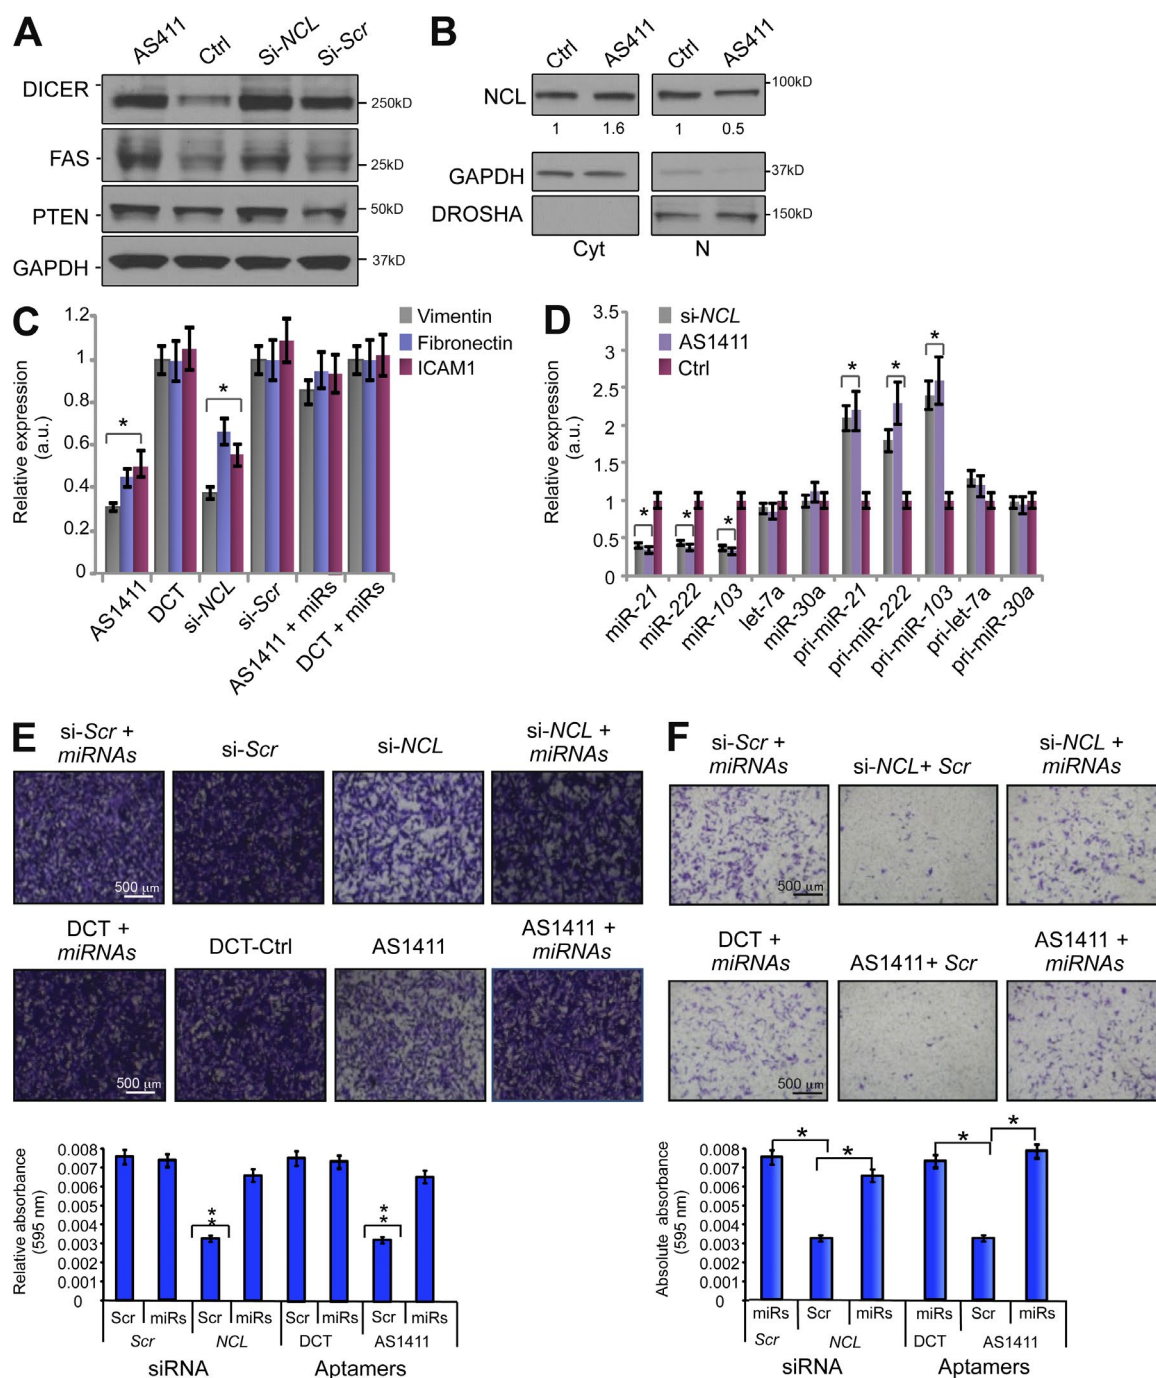 A
AS411 Ctrl Si-NCL Si-Scr
DICER
250kD
FAS
25kD
PTEN
50kD
GAPDH
37kD
B
Ctrl AS411 Ctrl AS411
NCL
100kD
1 1.6 1 0.5
GAPDH
37kD
DROSHA
150kD
Cyt N
C
Relative expression
(a.u.)
1.2
1
0.8
0.6
0.4
0.2
0
Vimentin
Fibronectin
ICAM1
*
*
AS1411
DCT
si-NCL
si-Scr
AS1411 + miRs
DCT + miRs
D
Relative expression
(a.u.)
3.5
3
2.5
2
1.5
1
0.5
0
si-NCL
AS1411
Ctrl
* * * * * *
miR-21
miR-222
miR-103
let-7a
miR-30a
pri-miR-21
pri-miR-222
pri-miR-103
pri-let-7a
pri-miR-30a
E
si-Scr +
miRNAs
si-Scr
si-NCL
si-NCL +
miRNAs
500 µm
DCT +
miRNAs
DCT-Ctrl
AS1411
AS1411 +
miRNAs
500 µm
Relative absorbance
(595 nm)
0.008
0.007
0.006
0.005
0.004
0.003
0.002
0.001
0
**
**
Scr miRs Scr miRs Scr miRs Scr miRs
Scr NCL DCT AS1411
siRNA Aptamers
F
si-Scr +
miRNAs
si-NCL+ Scr
si-NCL +
miRNAs
500 µm
DCT +
miRNAs
AS1411+ Scr
AS1411 +
miRNAs
500 µm
Absolute absorbance
(595 nm)
0.008
0.007
0.006
0.005
0.004
0.003
0.002
0.001
0
* * * *
miRs Scr miRs miRs Scr miRs
Scr NCL DCT AS1411
siRNA Aptamers